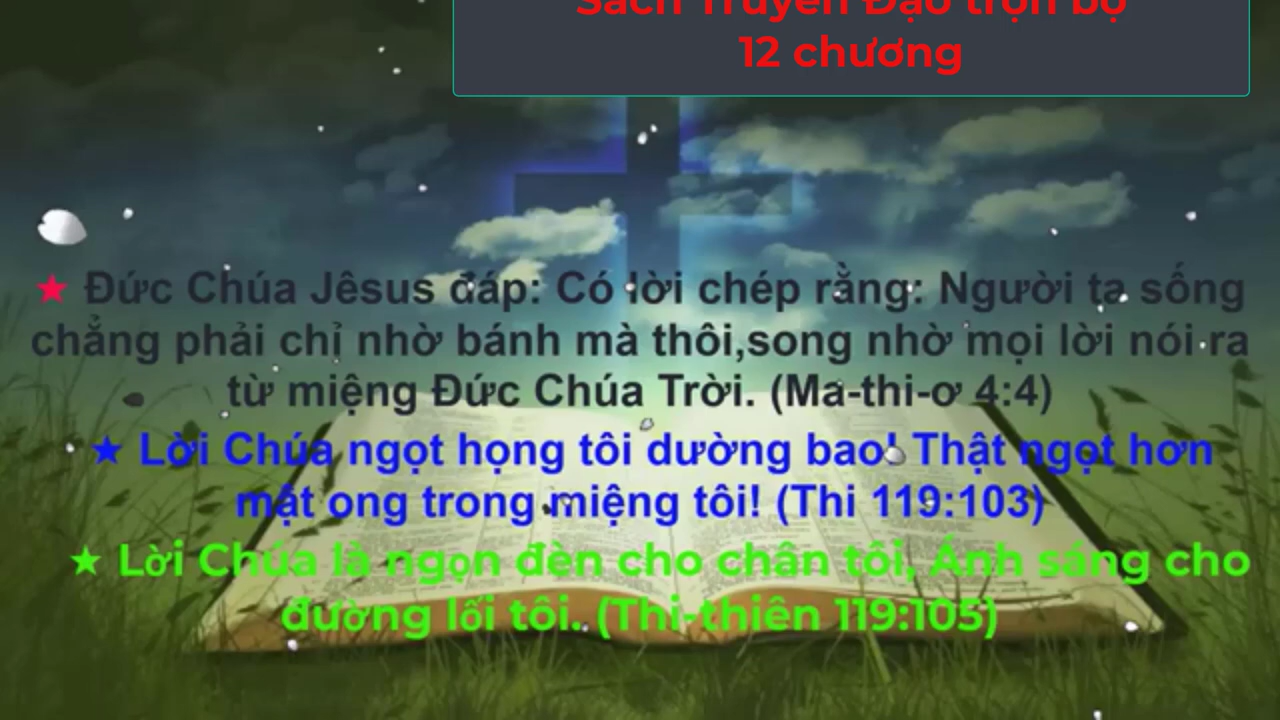 Sách Truyền Đạo trọn bộ
12 chương
★ Đức Chúa Jêsus đáp: Có lời chép rằng: Người ta sống
chẳng phải chỉ nhờ bánh mà thôi,song nhờ mọi lời nói ra
từ miệng Đức Chúa Trời. (Ma-thi-ơ 4:4)
★ Lời Chúa ngọt họng tôi dường bao! Thật ngọt hơn
mật ong trong miệng tôi! (Thi 119:103)
★ Lời Chúa là ngọn đèn cho chân tôi, Ánh sáng cho
đường lối tôi. (Thi-thiên 119:105)